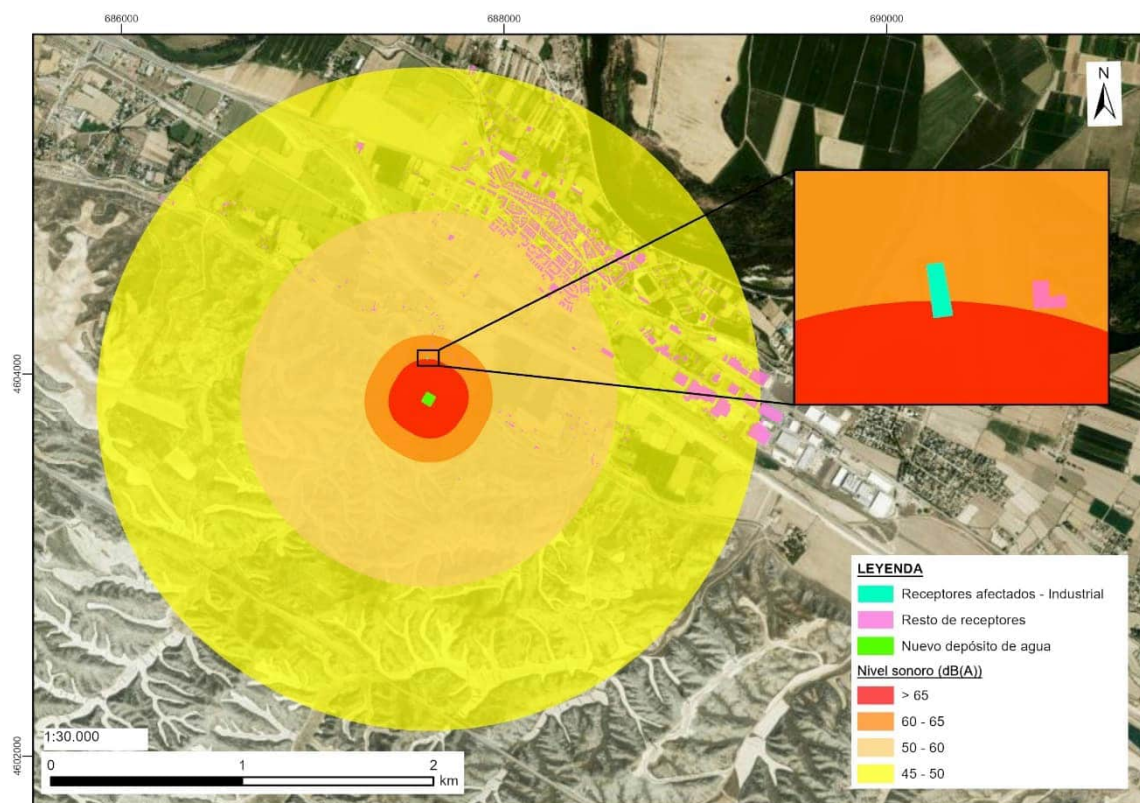 686000
688000
690000
N
4604000
4602000
LEYENDA
Receptores afectados - Industrial
Resto de receptores
Nuevo depósito de agua
Nivel sonoro (dB(A))
> 65
60 - 65
50 - 60
45 - 50
1:30.000
0 1 2
km